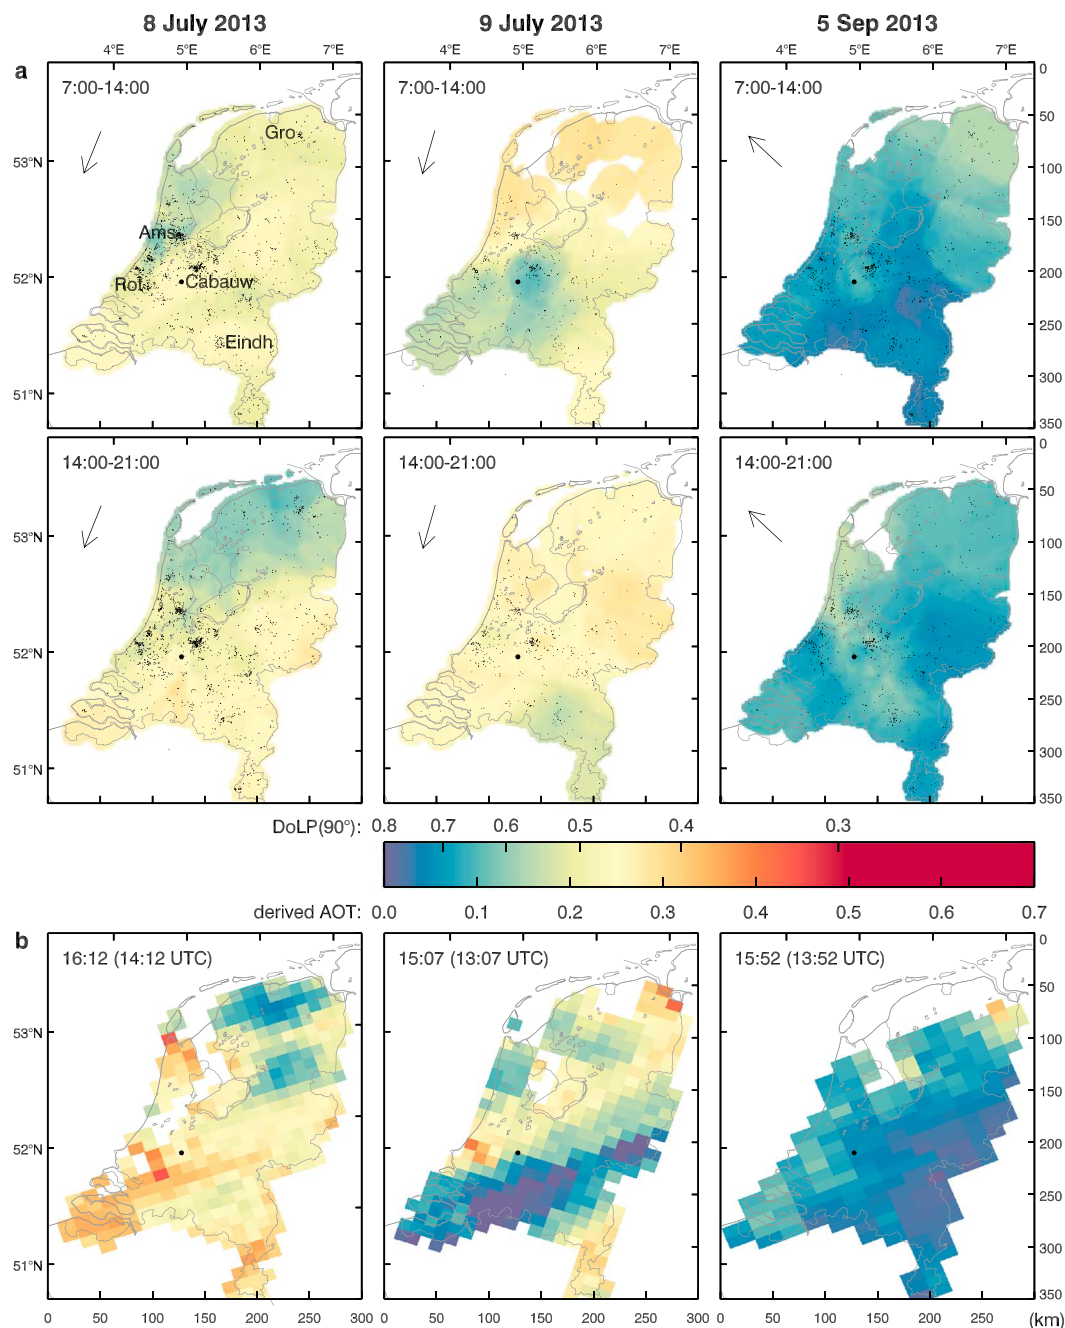 8 July 2013 9 July 2013 5 Sep 2013
4°E 5°E 6°E 7°E 4°E 5°E 6°E 7°E 4°E 5°E 6°E 7°E
a
7:00-14:00 7:00-14:00 7:00-14:00
Gro
Ams
Rot
Cabauw
Eindh
53°N
52°N
51°N
0
50
100
150
200
250
300
350
14:00-21:00 14:00-21:00 14:00-21:00
53°N
52°N
51°N
0
50
100
150
200
250
300
350
DoLP(90°): 0.8 0.7 0.6 0.5 0.4 0.3
derived AOT: 0.0 0.1 0.2 0.3 0.4 0.5 0.6 0.7
b
16:12 (14:12 UTC) 15:07 (13:07 UTC) 15:52 (13:52 UTC)
53°N
52°N
51°N
0
50
100
150
200
250
300
350
0 50 100 150 200 250 300 0 50 100 150 200 250 300 0 50 100 150 200 250 (km)